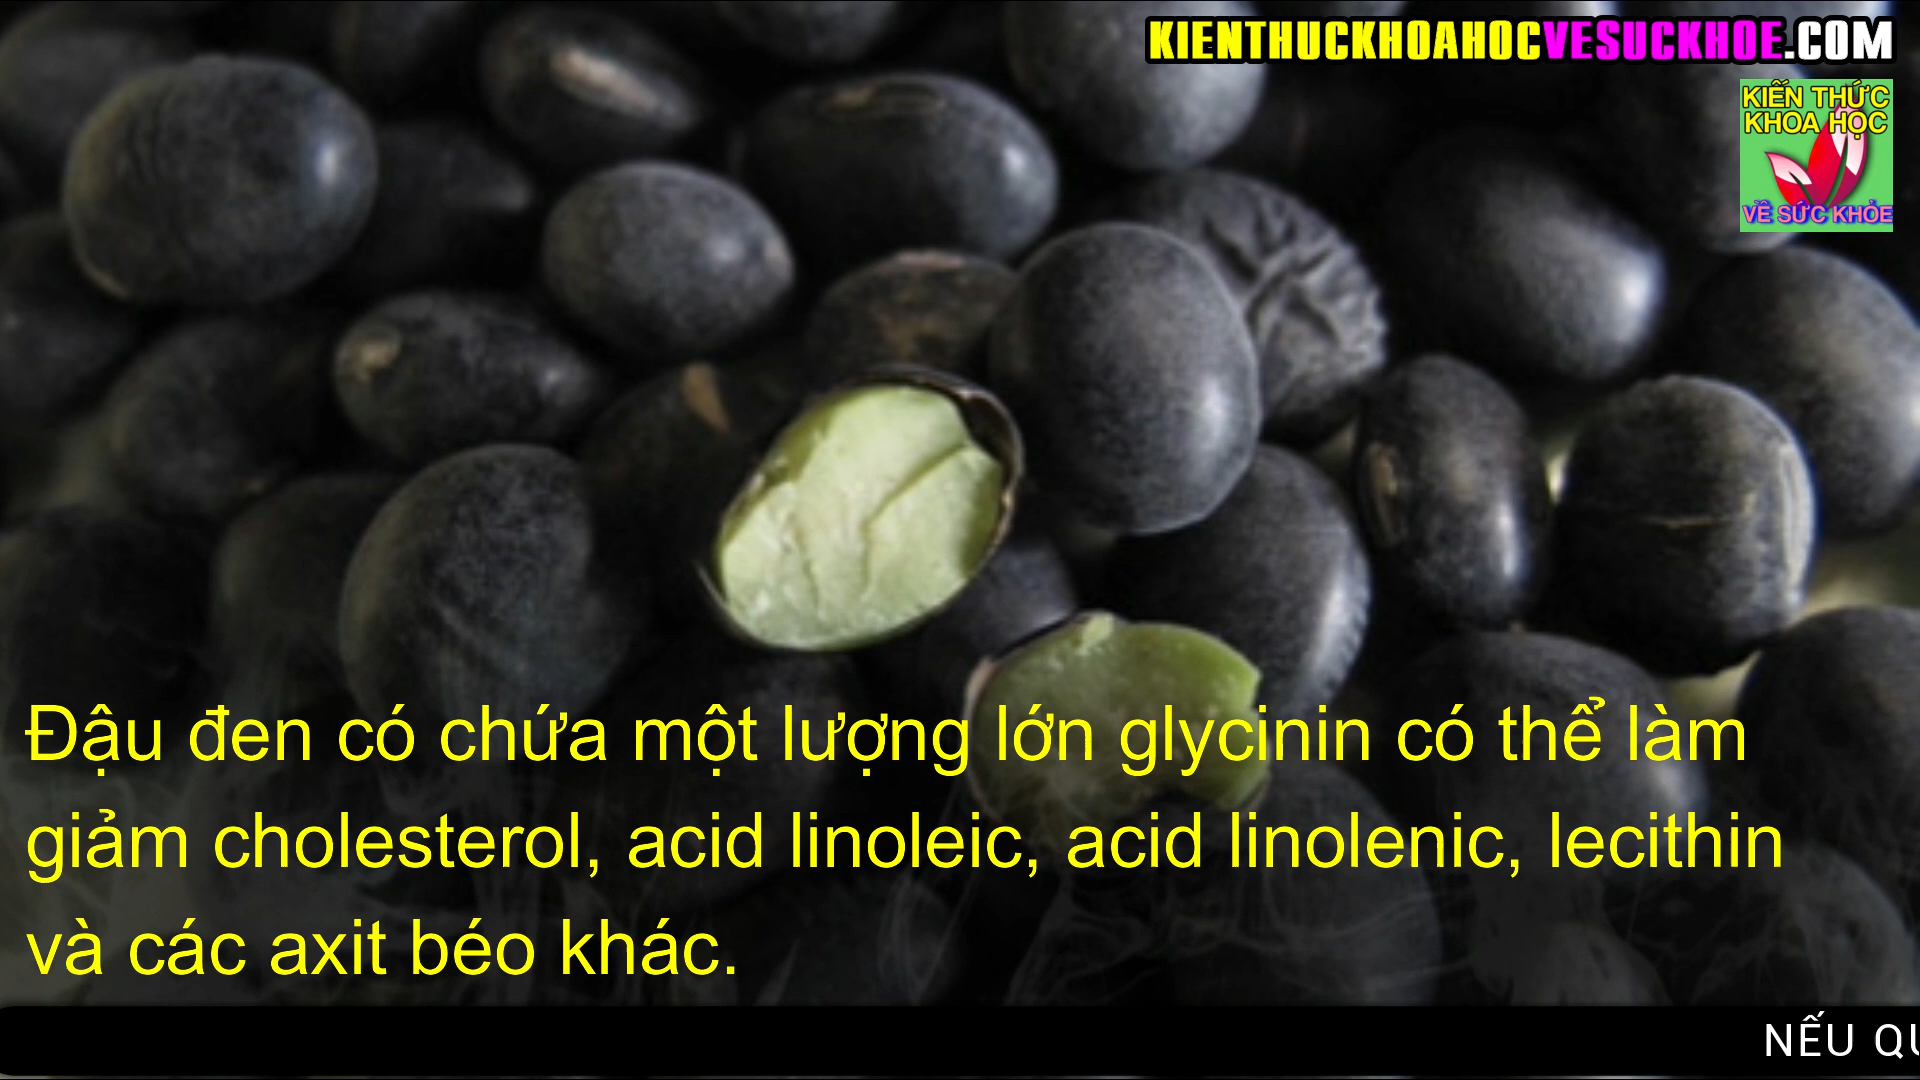 KIENTHUCKHOAHOCVESUCKHOE.COM
KIẾN THỨC
KHOA HỌC
VỀ SỨC KHỎE
Đậu đen có chứa một lượng lớn glycinin có thể làm
giảm cholesterol, acid linoleic, acid linolenic, lecithin
và các axit béo khác.
NẾU